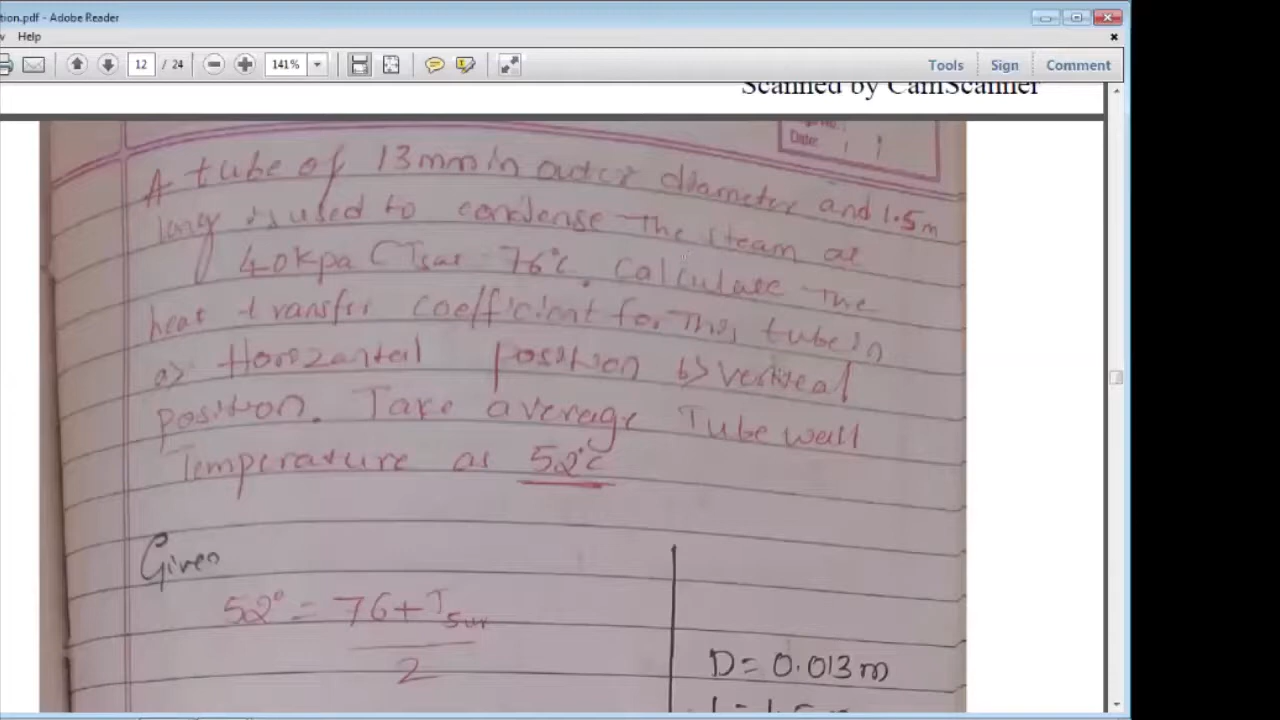 tion.pdf - Adobe Reader
Help
12 / 24
141%
Tools
Sign
Comment
Scanned by CamScanner
Date:
A tube of 13mm in outer diameter and 1.5m
long is used to condense the steam at
40kpa (Tsat = 76°C. Calculate the
heat transfer coefficient for this tube in
a> Horozantal position b> vertical
position. Take average Tube wall
Temperature as 52°C
Given
52° = 76 + Tsur
2
D = 0.013m